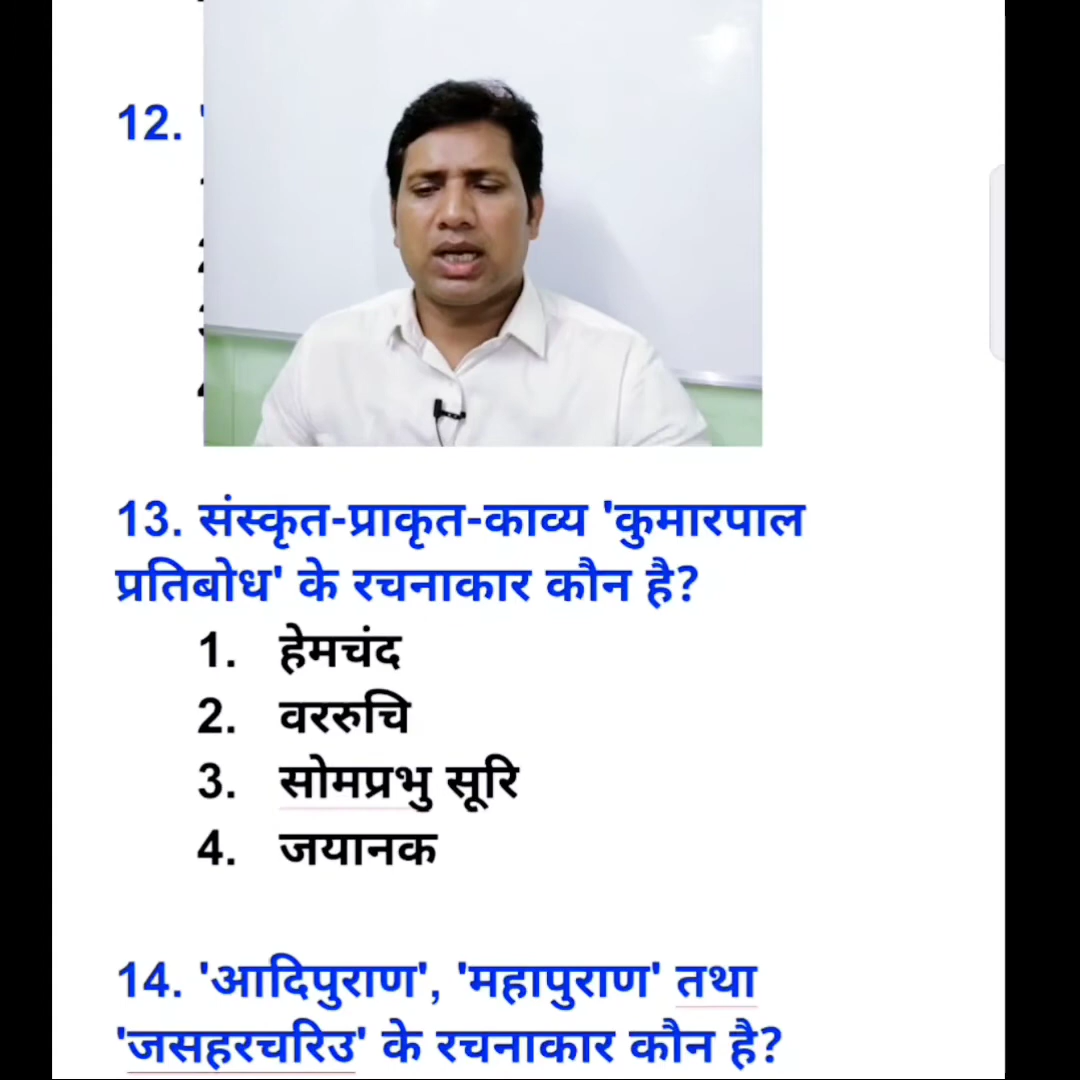 12. '
13. संस्कृत-प्राकृत-काव्य 'कुमारपाल
प्रतिबोध' के रचनाकार कौन है?
1. हेमचंद
2. वररुचि
3. सोमप्रभु सूरि
4. जयानक
14. 'आदिपुराण', 'महापुराण' तथा
'जसहरचरिउ' के रचनाकार कौन है?